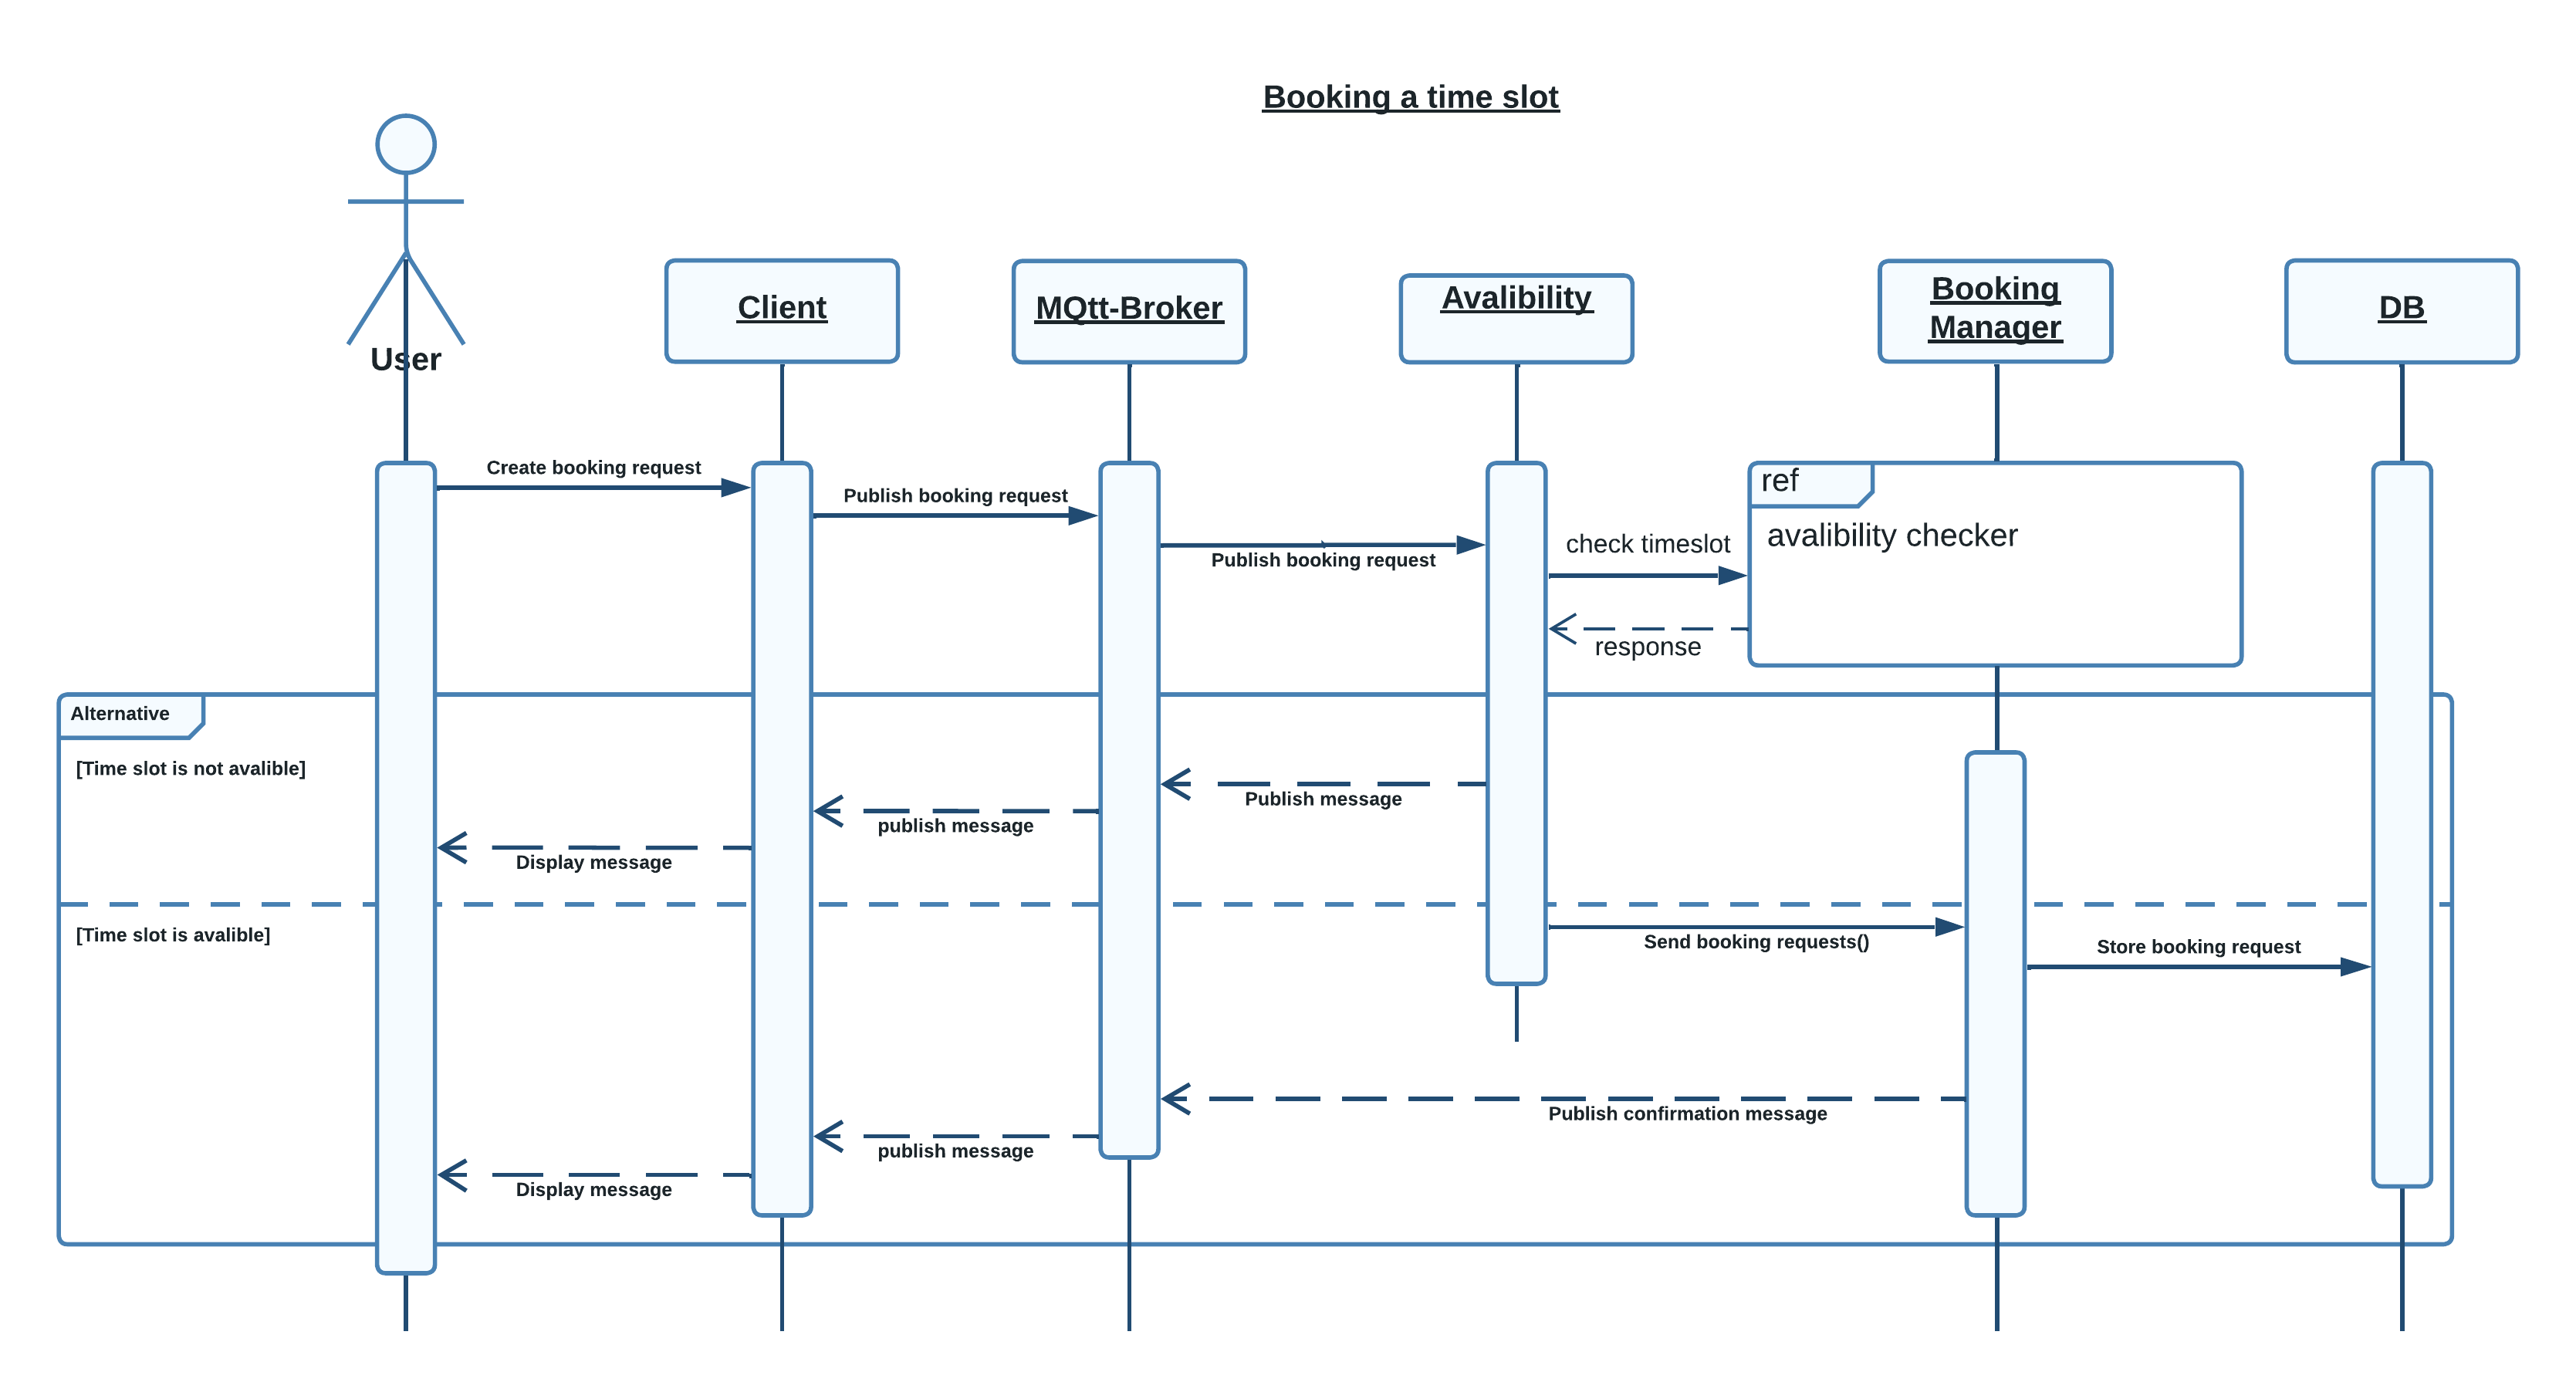 Booking a time slot
User
Client
MQtt-Broker
Avalibility
Booking
Manager
DB
Create booking request
Publish booking request
Publish booking request
check timeslot
ref
avalibility checker
response
Alternative
[Time slot is not avalible]
Publish message
publish message
Display message
[Time slot is avalible]
Send booking requests()
Store booking request
Publish confirmation message
publish message
Display message